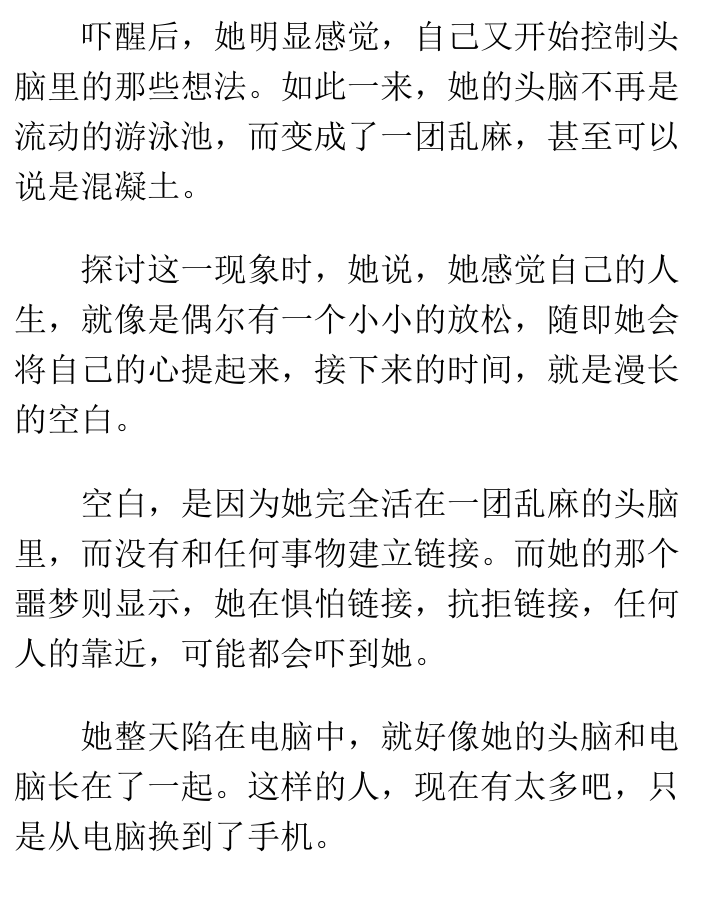 吓醒后，她明显感觉，自己又开始控制头
脑里的那些想法。如此一来，她的头脑不再是
流动的游泳池，而变成了一团乱麻，甚至可以
说是混凝土。
探讨这一现象时，她说，她感觉自己的人
生，就像是偶尔有一个小小的放松，随即她会
将自己的心提起来，接下来的时间，就是漫长
的空白。
空白，是因为她完全活在一团乱麻的头脑
里，而没有和任何事物建立链接。而她的那个
噩梦则显示，她在惧怕链接，抗拒链接，任何
人的靠近，可能都会吓到她。
她整天陷在电脑中，就好像她的头脑和电
脑长在了一起。这样的人，现在有太多吧，只
是从电脑换到了手机。